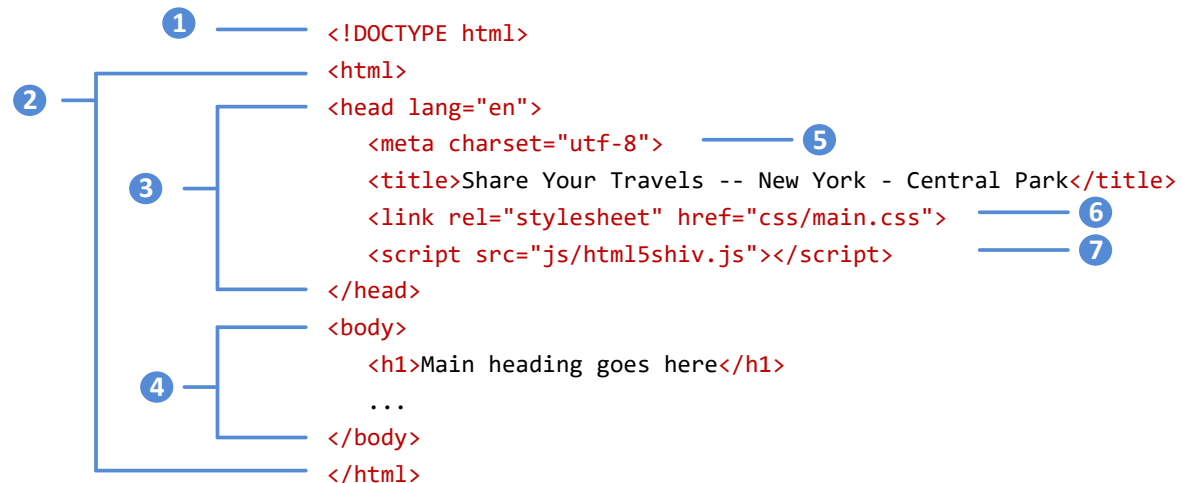 1 <!DOCTYPE html>
<html>
2
<head lang="en">
<meta charset="utf-8"> 5
3 <title>Share Your Travels -- New York - Central Park</title>
<link rel="stylesheet" href="css/main.css"> 6
<script src="js/html5shiv.js"></script> 7
</head>
<body>
<h1>Main heading goes here</h1>
4
...
</body>
</html>